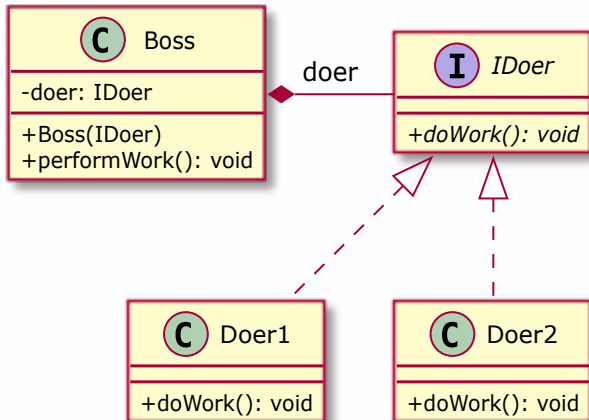 C Boss
-doer: IDoer
+Boss(IDoer)
+performWork(): void
doer
I IDoer
+doWork(): void
C Doer1
+doWork(): void
C Doer2
+doWork(): void